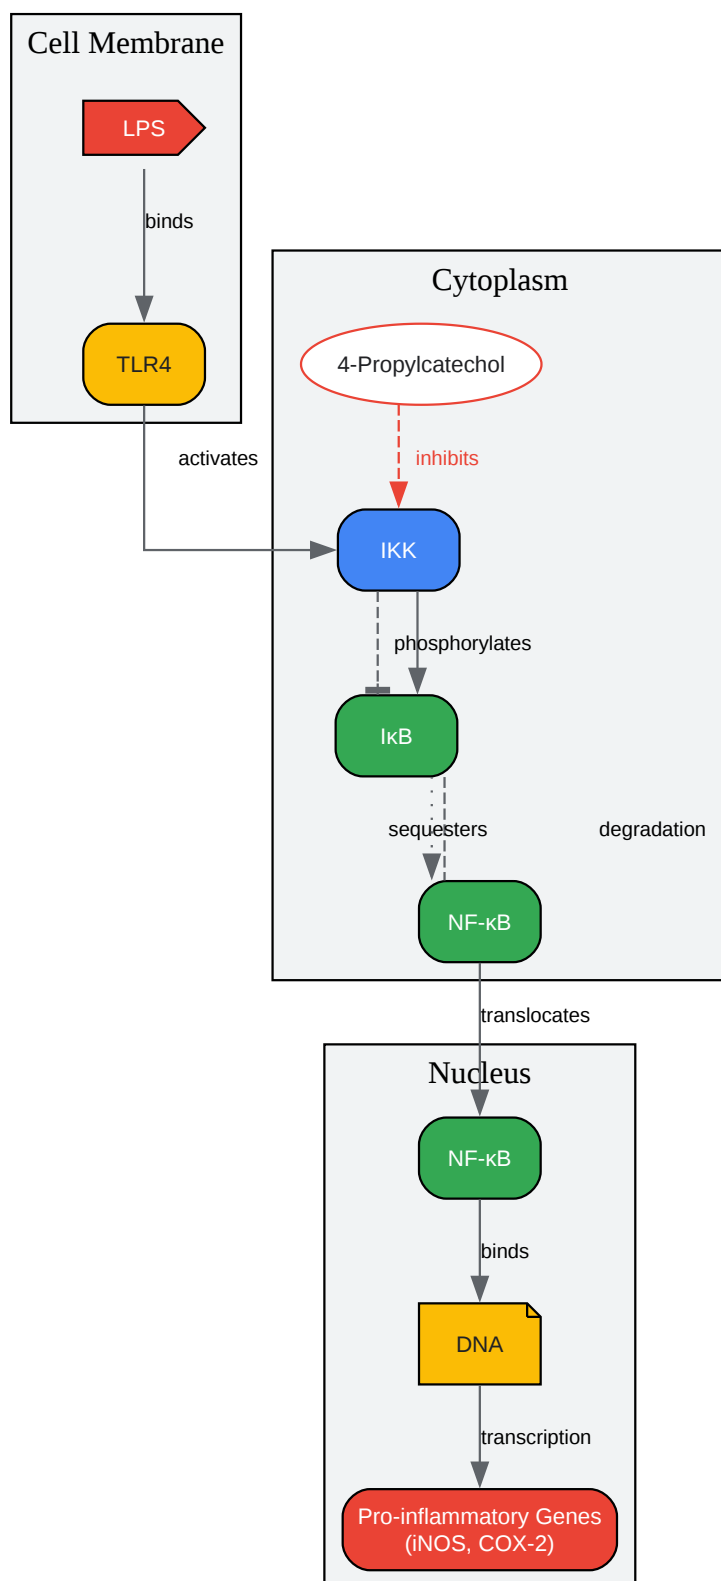 Cell Membrane
LPS
binds
TLR4
activates
Cytoplasm
4-Propylcatechol
inhibits
IKK
phosphorylates
IκB
sequesters
degradation
NF-κB
translocates
Nucleus
NF-κB
binds
DNA
transcription
Pro-inflammatory Genes
(iNOS, COX-2)